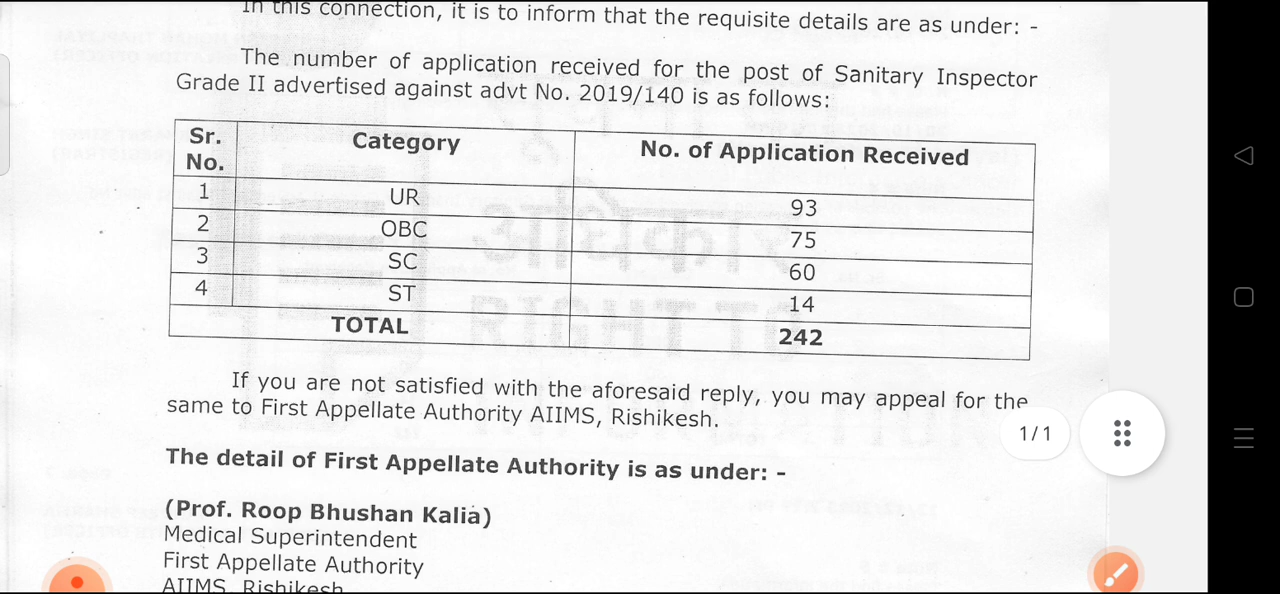 In this connection, it is to inform that the requisite details are as under: -
The number of application received for the post of Sanitary Inspector
Grade II advertised against advt No. 2019/140 is as follows:
Sr. No. Category No. of Application Received
1 UR 93
2 OBC 75
3 SC 60
4 ST 14
TOTAL 242
If you are not satisfied with the aforesaid reply, you may appeal for the
same to First Appellate Authority AIIMS, Rishikesh.
The detail of First Appellate Authority is as under: -
(Prof. Roop Bhushan Kalia)
Medical Superintendent
First Appellate Authority
AIIMS, Rishikesh
अधिकार
RIGHT TO
1/1